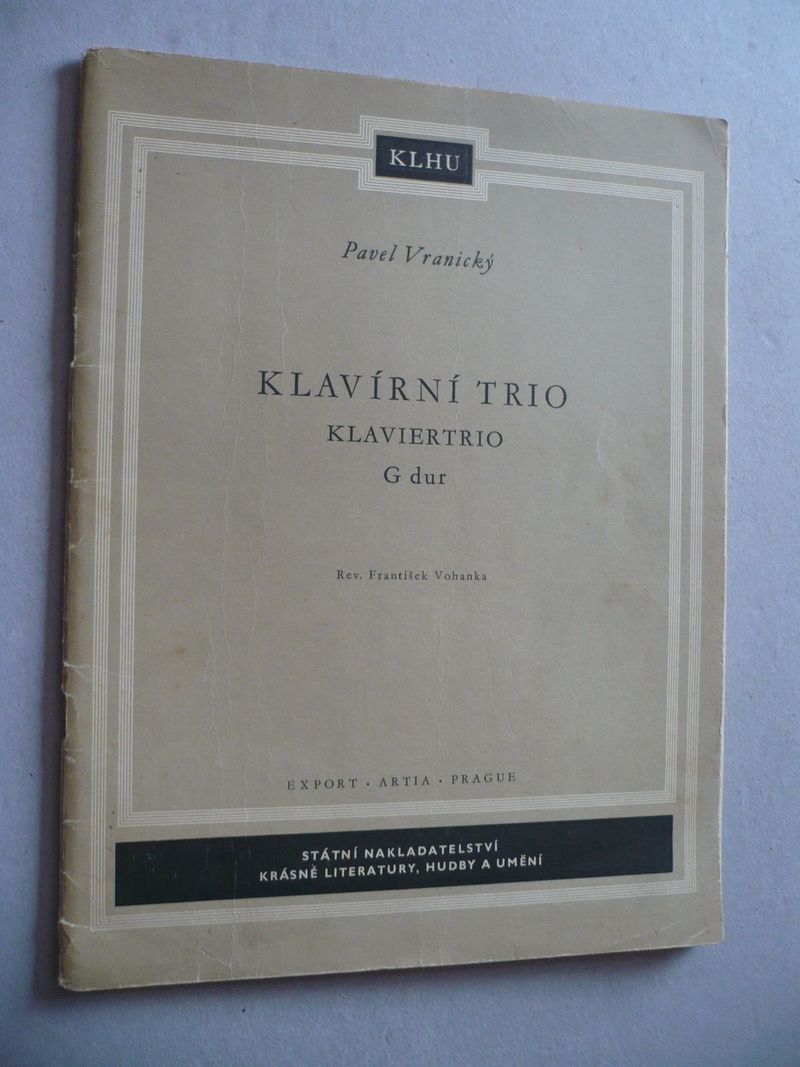 KLHU
Pavel Vranický
KLAVÍRNÍ TRIO
KLAVIERTRIO
G dur
Rev. František Vohanka
EXPORT · ARTIA · PRAGUE
STÁTNÍ NAKLADATELSTVÍ
KRÁSNÉ LITERATURY, HUDBY A UMĚNÍ